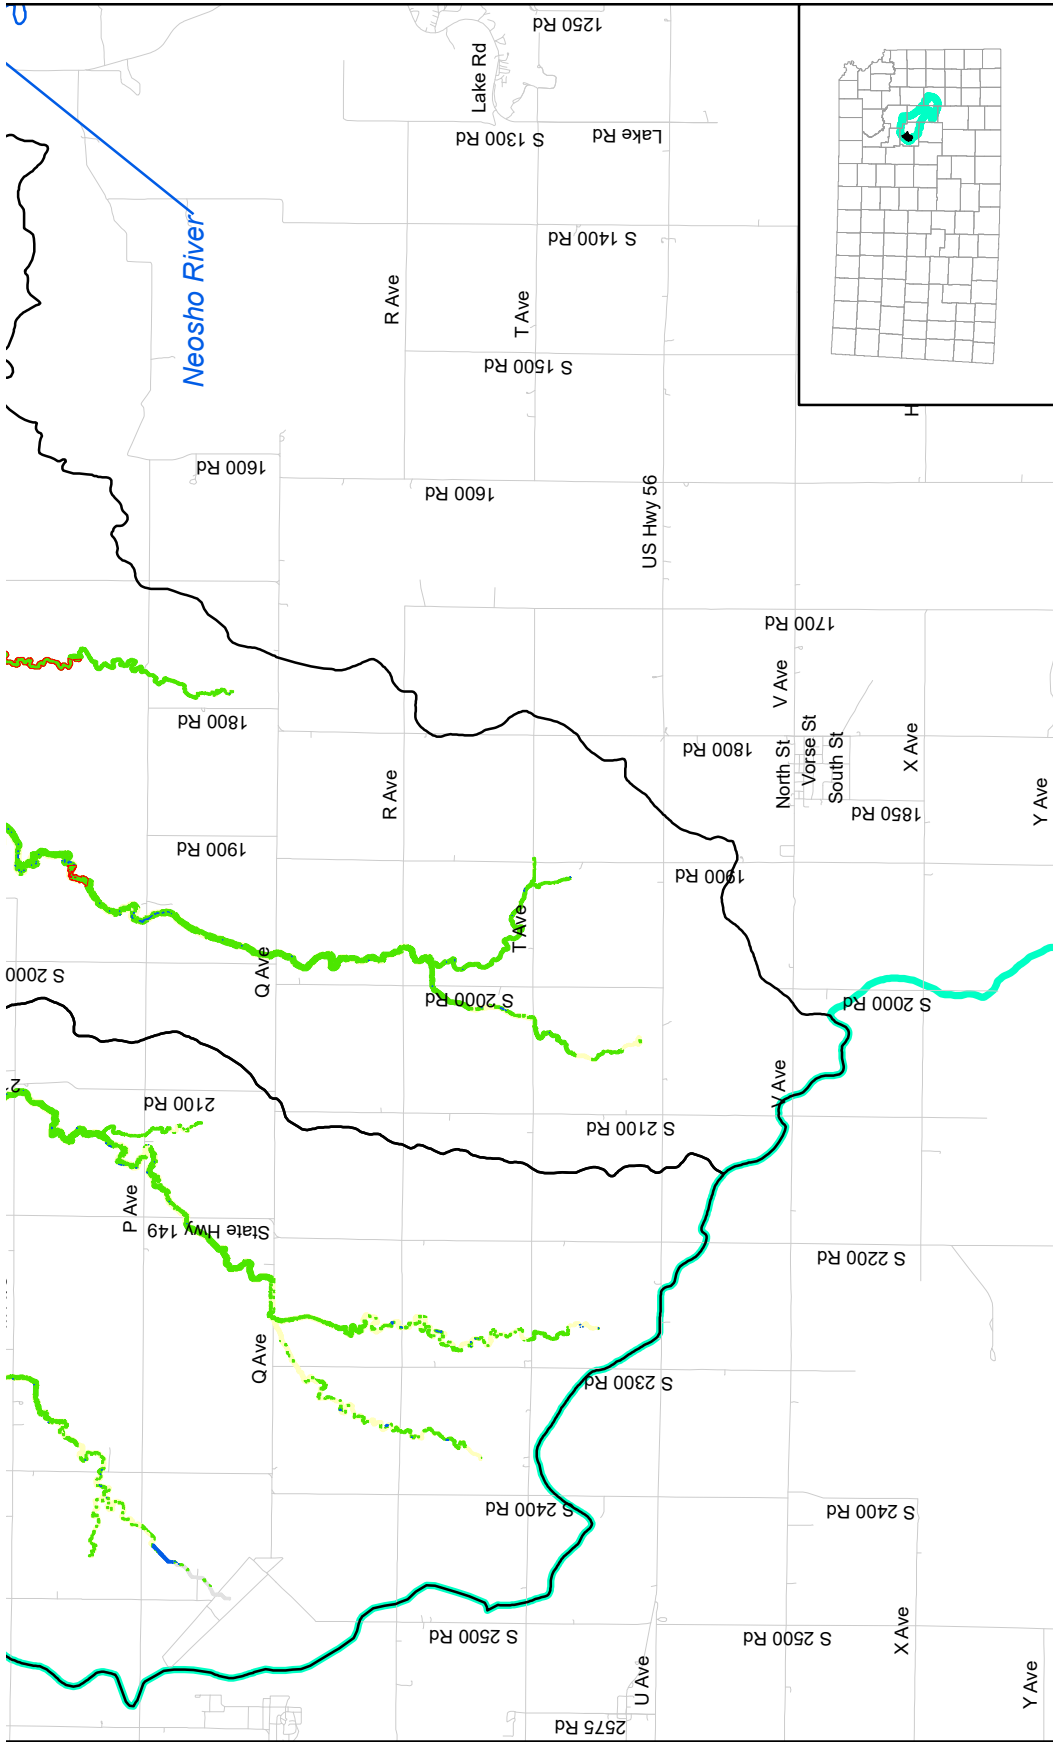 1250 Rd
Lake Rd
S 1300 Rd
Lake Rd
Neosho River
S 1400 Rd
R Ave
T Ave
S 1500 Rd
H
1600 Rd
1600 Rd
US Hwy 56
1700 Rd
V Ave
1800 Rd
1800 Rd
North St
Vorse St
South St
X Ave
R Ave
1850 Rd
Y Ave
1900 Rd
1900 Rd
T Ave
Q Ave
S 2000
S 2000 Rd
S 2000 Rd
V Ave
2100 Rd
S 2100 Rd
P Ave
State Hwy 149
S 2200 Rd
Q Ave
S 2300 Rd
S 2400 Rd
S 2400 Rd
S 2500 Rd
S 2500 Rd
X Ave
U Ave
Y Ave
2575 Rd